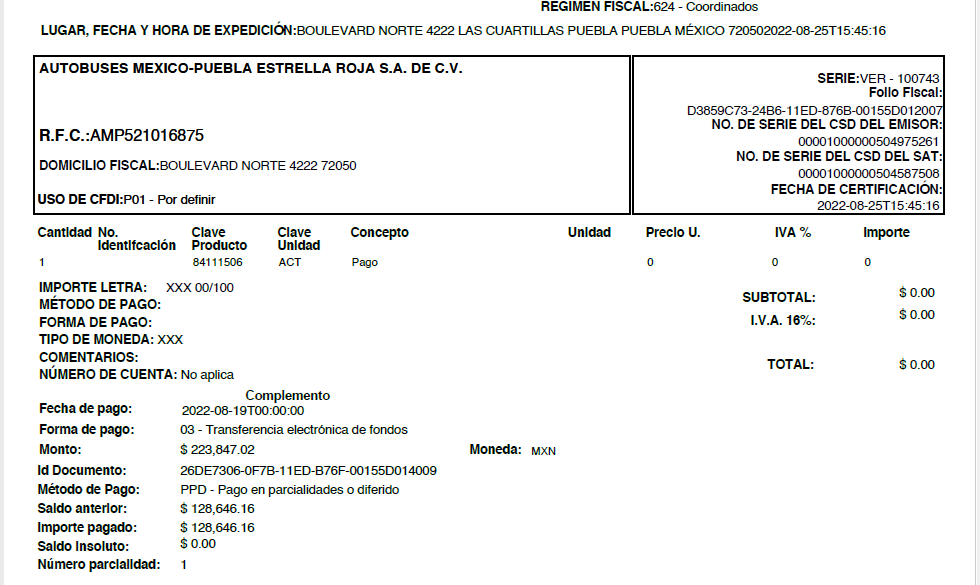 REGIMEN FISCAL:624 - Coordinados
LUGAR, FECHA Y HORA DE EXPEDICIÓN:BOULEVARD NORTE 4222 LAS CUARTILLAS PUEBLA PUEBLA MÉXICO 720502022-08-25T15:45:16
AUTOBUSES MEXICO-PUEBLA ESTRELLA ROJA S.A. DE C.V.
R.F.C.:AMP521016875
DOMICILIO FISCAL:BOULEVARD NORTE 4222 72050
USO DE CFDI:P01 - Por definir
SERIE:VER - 100743
Folio Fiscal:
D3859C73-24B6-11ED-876B-00155D012007
NO. DE SERIE DEL CSD DEL EMISOR:
00001000000504975261
NO. DE SERIE DEL CSD DEL SAT:
00001000000504587508
FECHA DE CERTIFICACIÓN:
2022-08-25T15:45:16
Cantidad No. Identifcación Clave Producto Clave Unidad Concepto Unidad Precio U. IVA % Importe
1 84111506 ACT Pago 0 0 0
IMPORTE LETRA: XXX 00/100
MÉTODO DE PAGO:
FORMA DE PAGO:
TIPO DE MONEDA: XXX
COMENTARIOS:
NÚMERO DE CUENTA: No aplica
SUBTOTAL: $ 0.00
I.V.A. 16%: $ 0.00
TOTAL: $ 0.00
Complemento
Fecha de pago: 2022-08-19T00:00:00
Forma de pago: 03 - Transferencia electrónica de fondos
Monto: $ 223,847.02 Moneda: MXN
Id Documento: 26DE7306-0F7B-11ED-B76F-00155D014009
Método de Pago: PPD - Pago en parcialidades o diferido
Saldo anterior: $ 128,646.16
Importe pagado: $ 128,646.16
Saldo insoluto: $ 0.00
Número parcialidad: 1